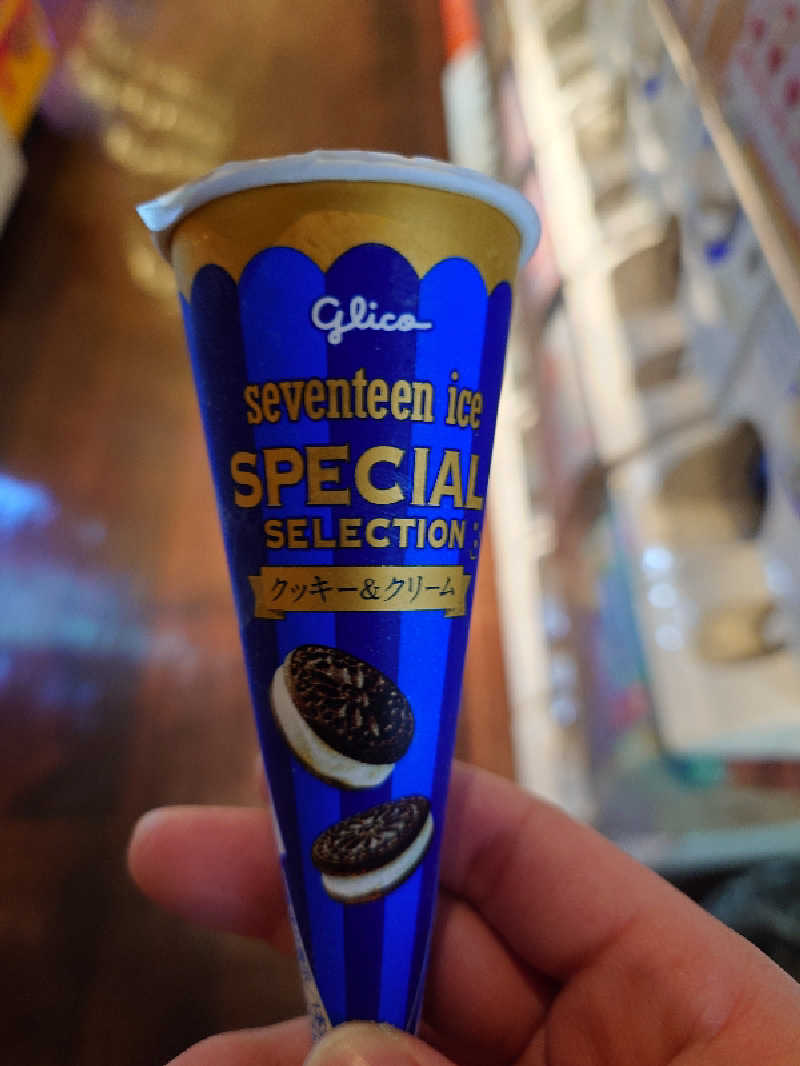 Glico
seventeen ice
SPECIAL
SELECTION
クッキー&クリーム